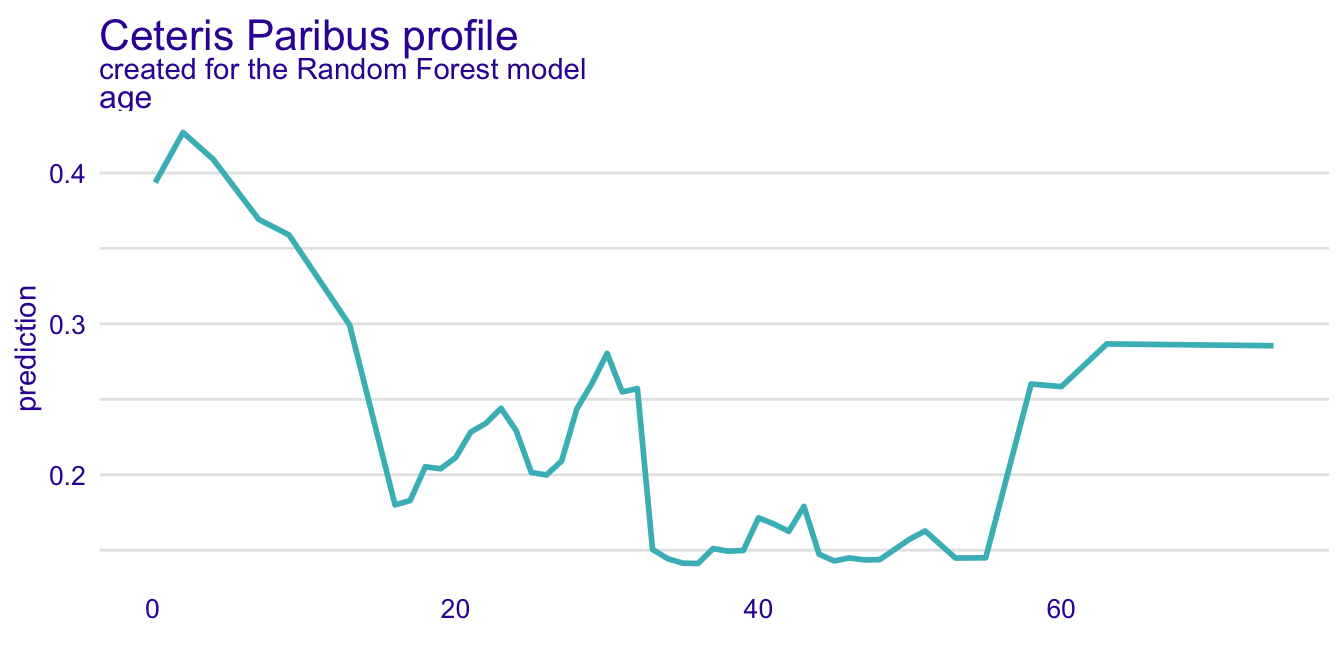 Ceteris Paribus profile
created for the Random Forest model
age
0.4
0.3
0.2
prediction
0 20 40 60